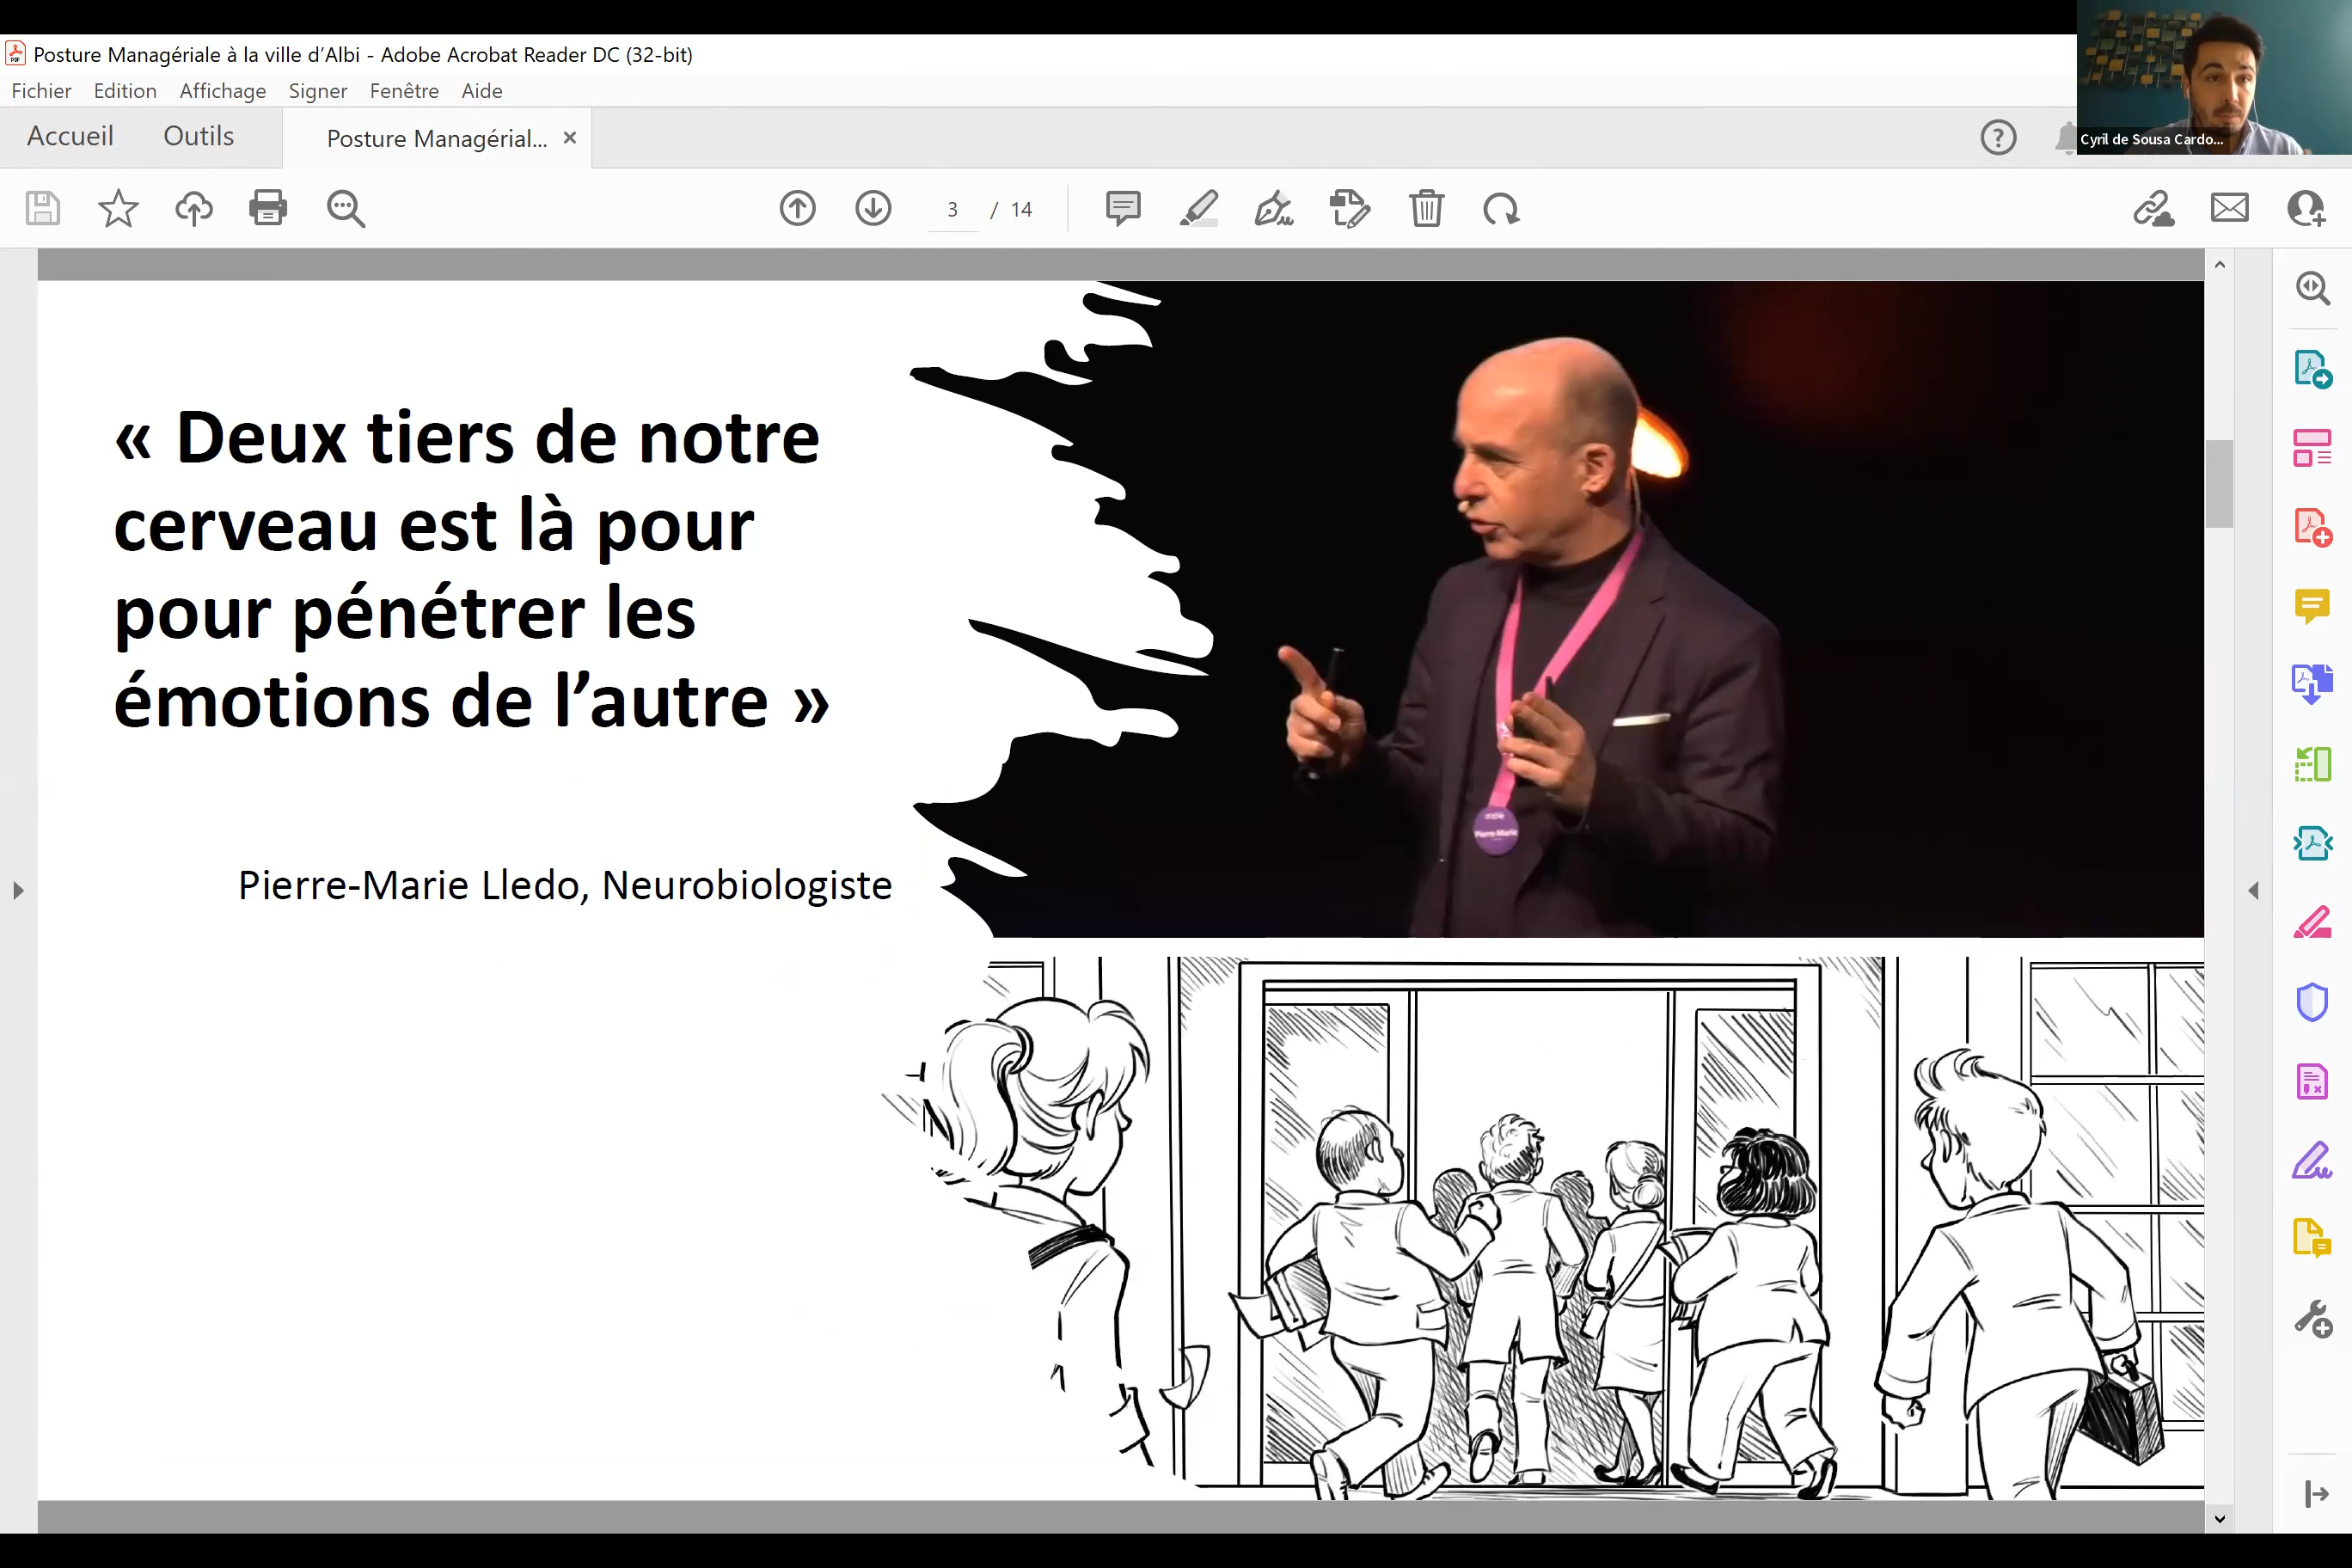 Posture Managériale à la ville d'Albi - Adobe Acrobat Reader DC (32-bit)
Fichier Edition Affichage Signer Fenêtre Aide
Accueil Outils Posture Managérial...
Cyril de Sousa Cardo...
3 / 14
« Deux tiers de notre
cerveau est là pour
pour pénétrer les
émotions de l’autre »
Pierre Marie
Pierre-Marie Lledo, Neurobiologiste